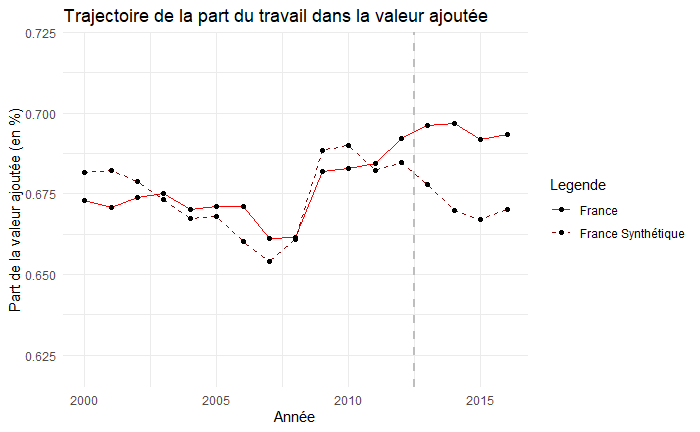 Trajectoire de la part du travail dans la valeur ajoutée
Part de la valeur ajoutée (en %)
0.725
0.700
0.675
0.650
0.625
2000
2005
2010
2015
Année
Legende
France
France Synthétique